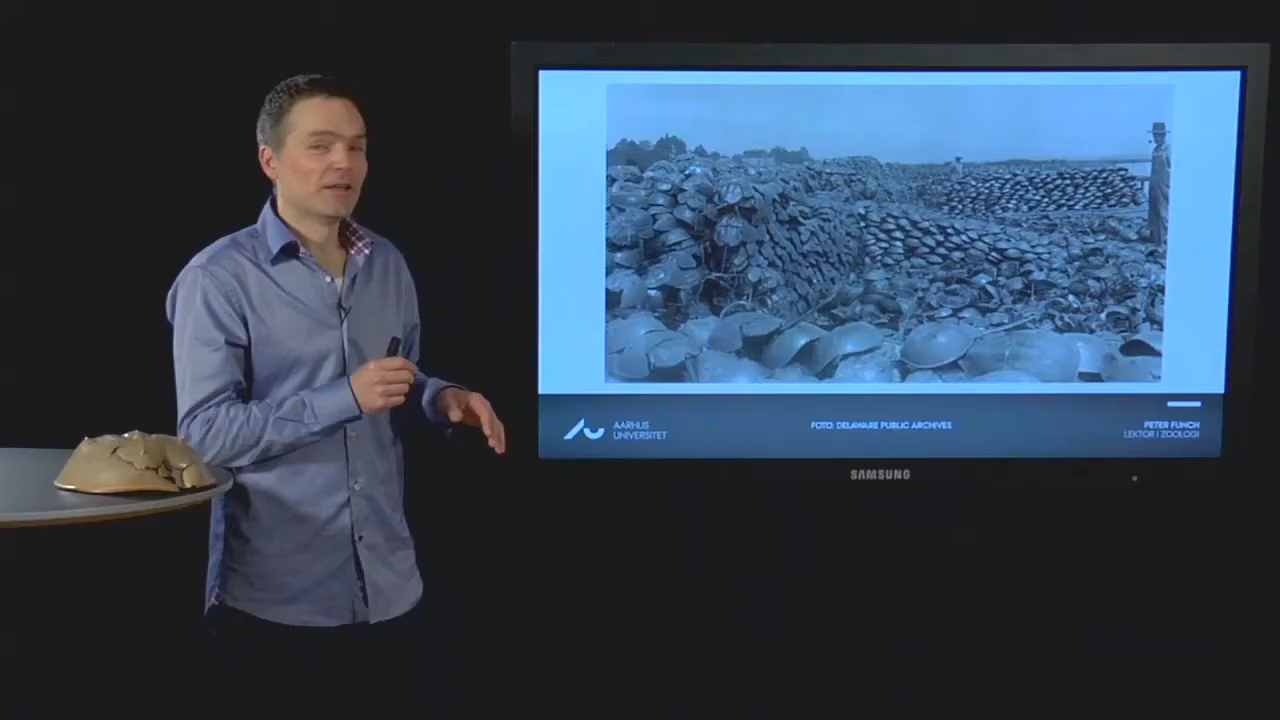 AARHUS
UNIVERSITET
FOTO: DELAWARE PUBLIC ARCHIVES
PETER FUNCH
LEKTOR I ZOOLOGI
SAMSUNG